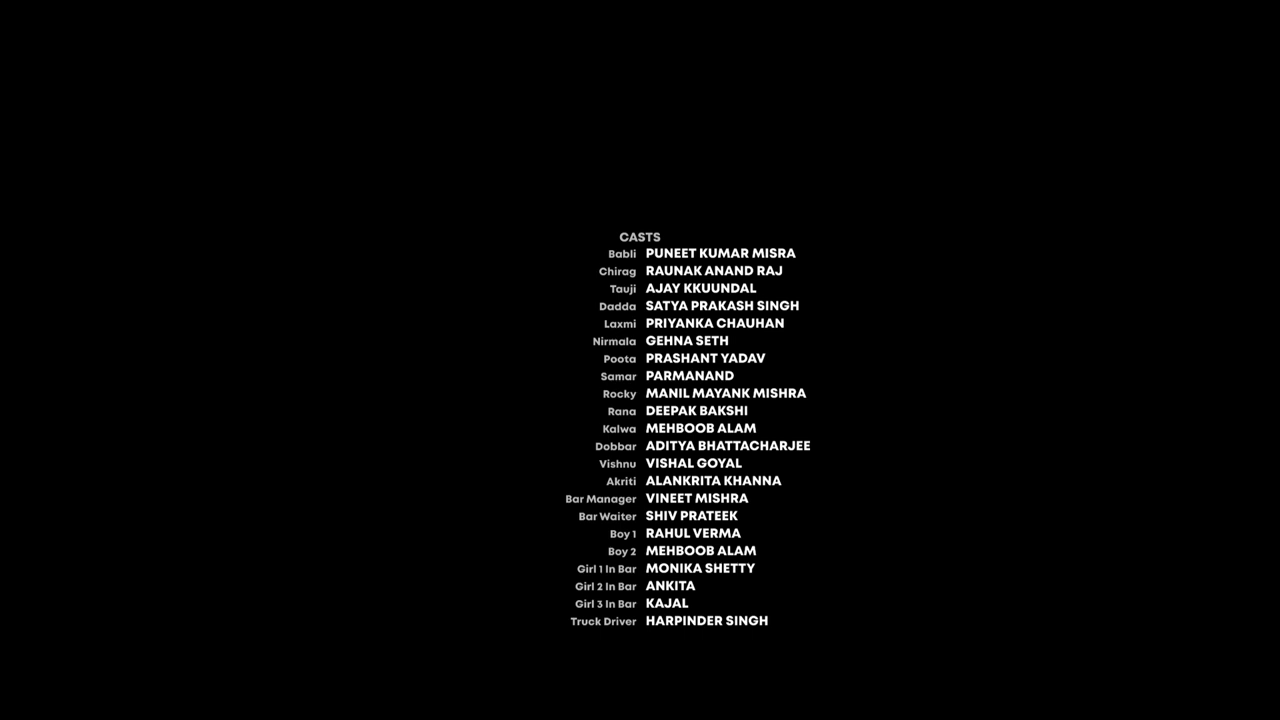 CASTS
Babli PUNEET KUMAR MISRA
Chirag RAUNAK ANAND RAJ
Tauji AJAY KKUUNDAL
Dadda SATYA PRAKASH SINGH
Laxmi PRIYANKA CHAUHAN
Nirmala GEHNA SETH
Poota PRASHANT YADAV
Samar PARMANAND
Rocky MANIL MAYANK MISHRA
Rana DEEPAK BAKSHI
Kalwa MEHBOOB ALAM
Dobbar ADITYA BHATTACHARJEE
Vishnu VISHAL GOYAL
Akriti ALANKRITA KHANNA
Bar Manager VINEET MISHRA
Bar Waiter SHIV PRATEEK
Boy 1 RAHUL VERMA
Boy 2 MEHBOOB ALAM
Girl 1 In Bar MONIKA SHETTY
Girl 2 In Bar ANKITA
Girl 3 In Bar KAJAL
Truck Driver HARPINDER SINGH